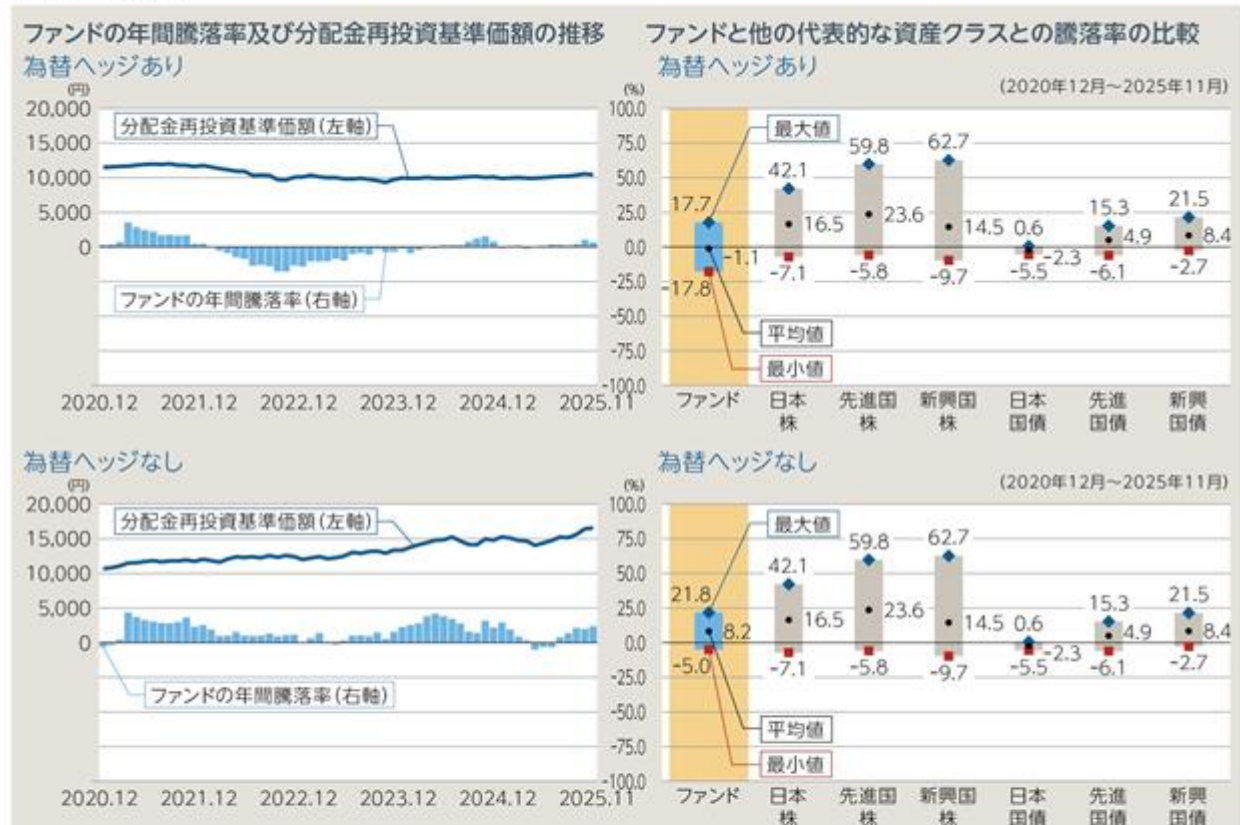 ファンドの年間騰落率及び分配金再投資基準価額の推移
為替ヘッジあり
(円)
(%)
20,000
15,000
10,000
5,000
0
100.0
75.0
50.0
25.0
0.0
-25.0
-50.0
-75.0
-100.0
分配金再投資基準価額(左軸)
ファンドの年間騰落率(右軸)
2020.12 2021.12 2022.12 2023.12 2024.12 2025.11
ファンドと他の代表的な資産クラスとの騰落率の比較
為替ヘッジあり
(2020年12月~2025年11月)
最大値
平均値
最小値
17.7 42.1 59.8 62.7 0.6 15.3 21.5
-1.1 16.5 23.6 14.5 -2.3 4.9 8.4
-17.8 -7.1 -5.8 -9.7 -5.5 -6.1 -2.7
ファンド 日本 先進国 新興国 日本 先進 新興
株 株 株 国債 国債 国債
為替ヘッジなし
(円)
(%)
20,000
15,000
10,000
5,000
0
100.0
75.0
50.0
25.0
0.0
-25.0
-50.0
-75.0
-100.0
分配金再投資基準価額(左軸)
ファンドの年間騰落率(右軸)
2020.12 2021.12 2022.12 2023.12 2024.12 2025.11
為替ヘッジなし
(2020年12月~2025年11月)
最大値
平均値
最小値
21.8 42.1 59.8 62.7 0.6 15.3 21.5
8.2 16.5 23.6 14.5 -2.3 4.9 8.4
-5.0 -7.1 -5.8 -9.7 -5.5 -6.1 -2.7
ファンド 日本 先進国 新興国 日本 先進 新興
株 株 株 国債 国債 国債